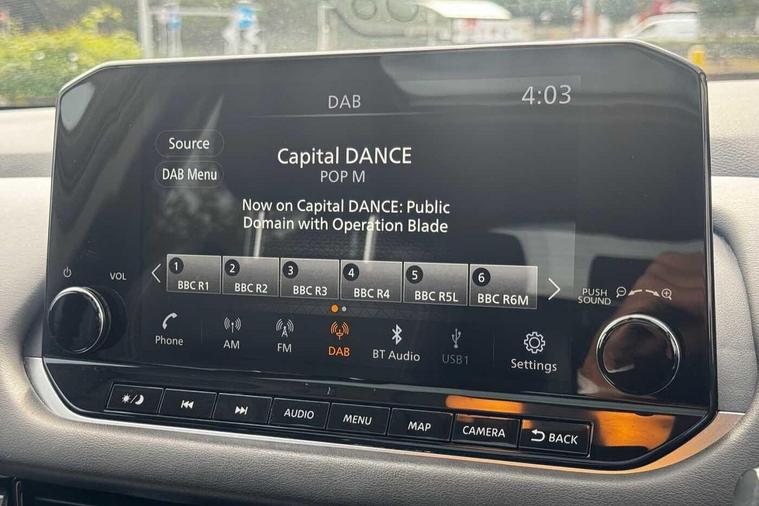 DAB
4:03
Source
DAB Menu
Capital DANCE
POP M
Now on Capital DANCE: Public
Domain with Operation Blade
1
BBC R1
2
BBC R2
3
BBC R3
4
BBC R4
5
BBC R5L
6
BBC R6M
VOL
PUSH
SOUND
Phone
AM
FM
DAB
BT Audio
USB1
Settings
AUDIO
MENU
MAP
CAMERA
BACK